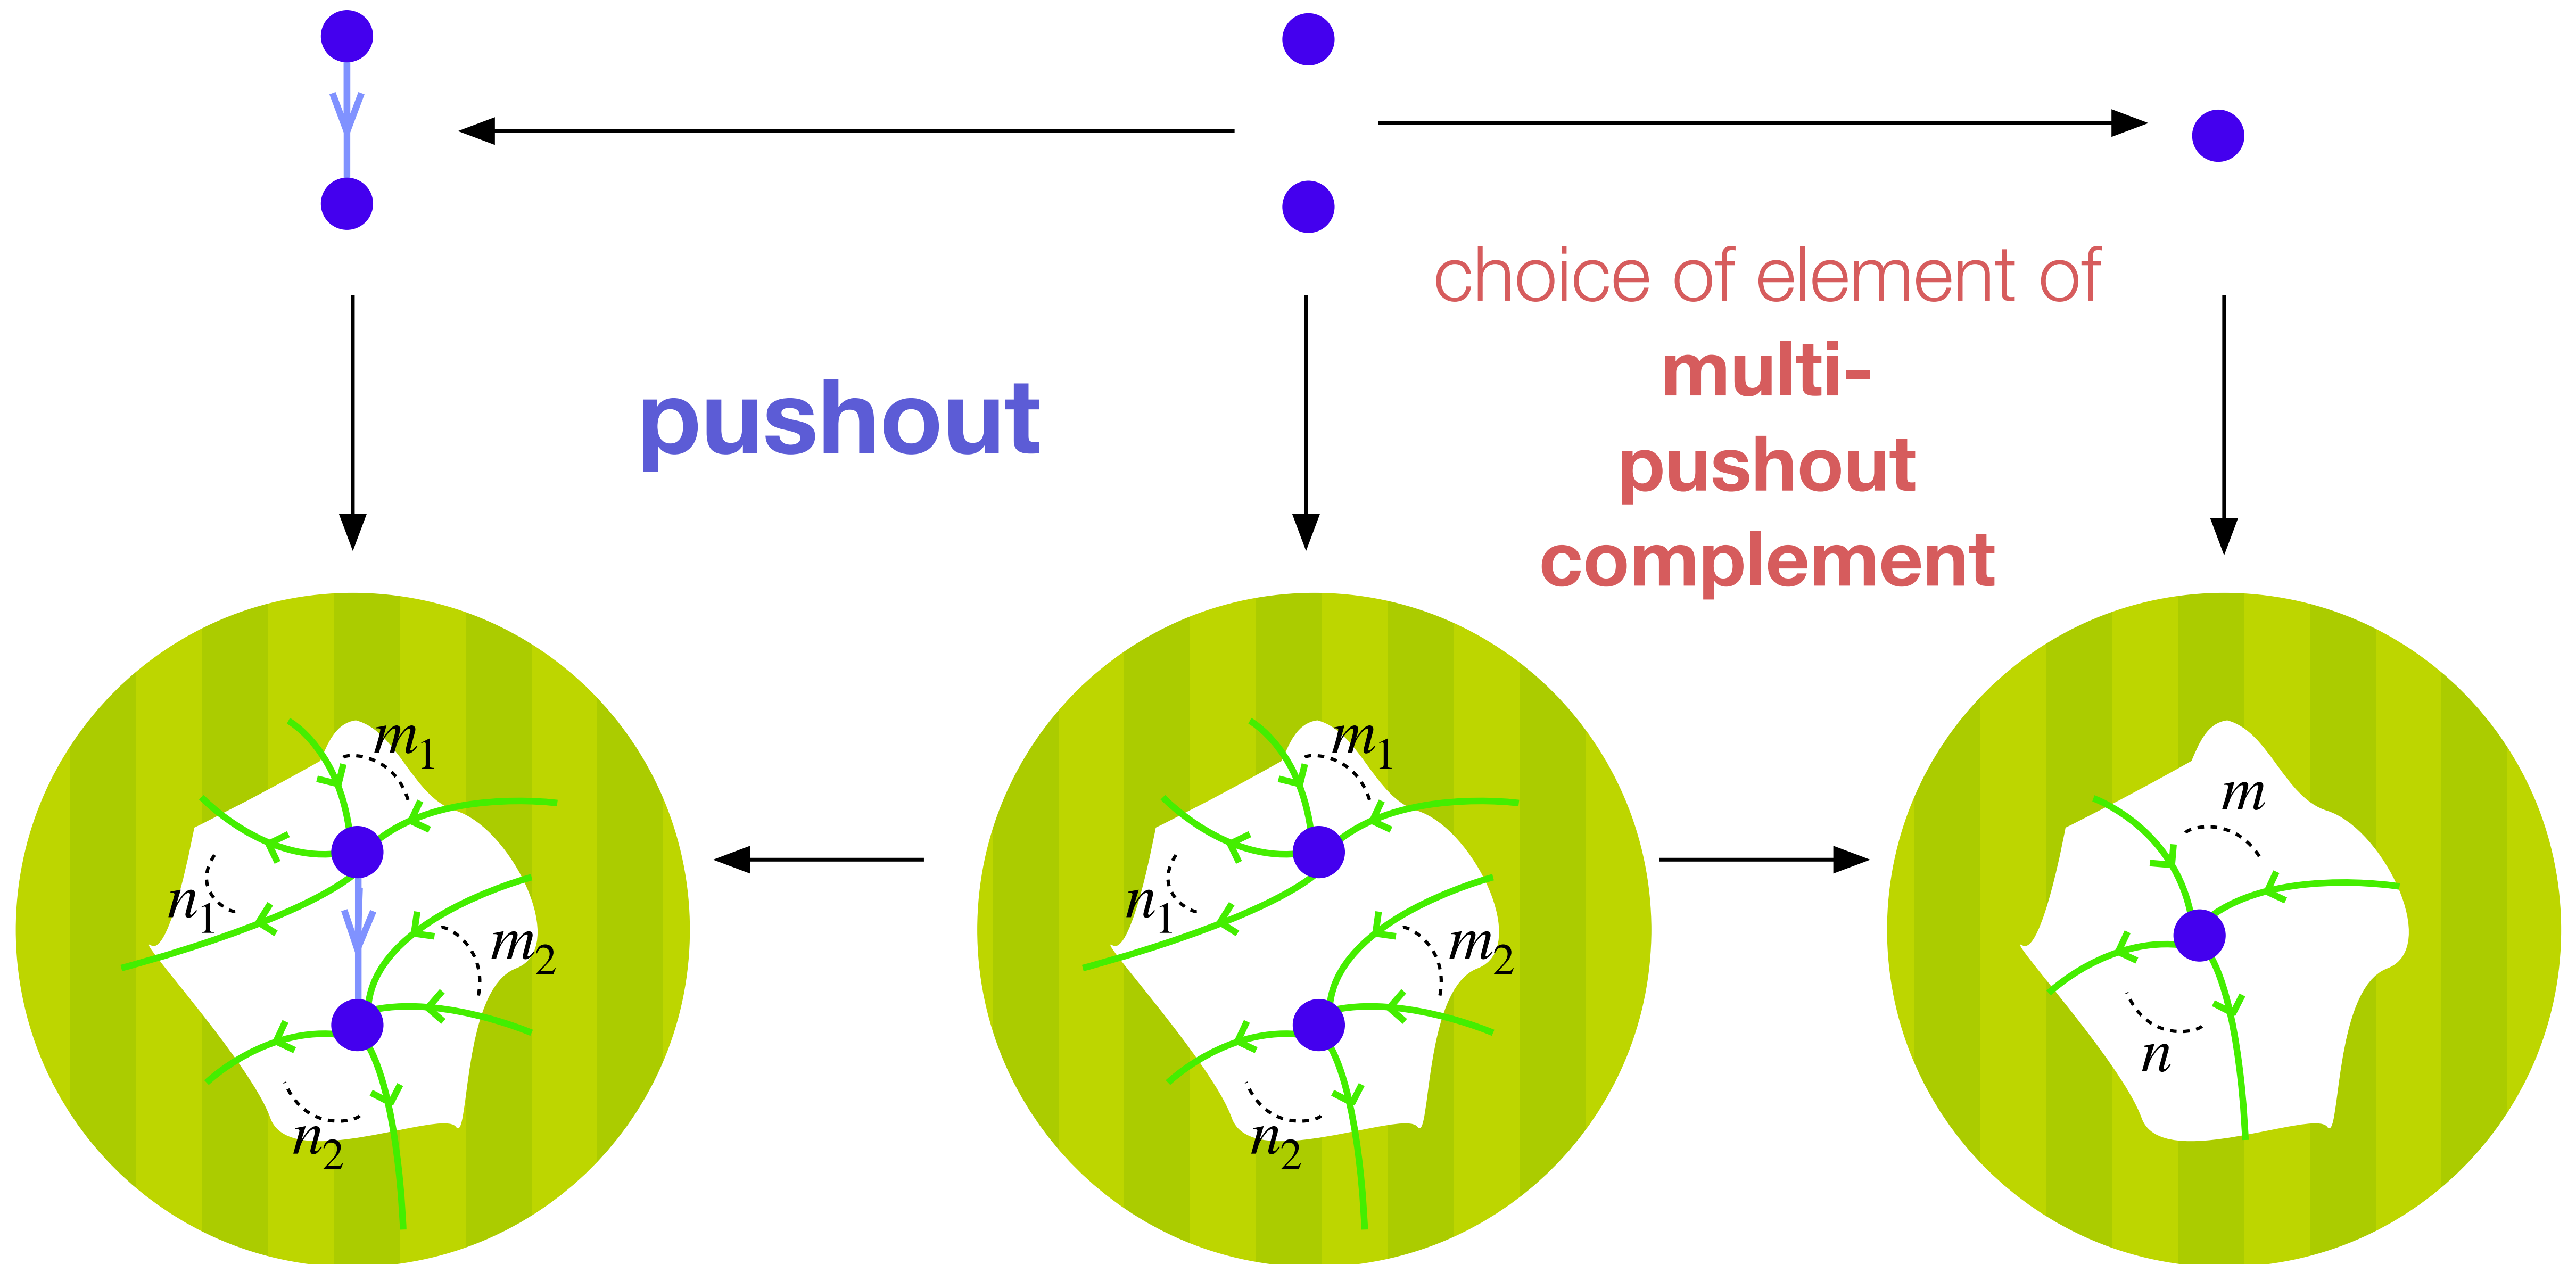 choice of element of
multi-
pushout
complement
pushout
m₁
n₁
m₂
n₂
m₁
n₁
m₂
n₂
m
n